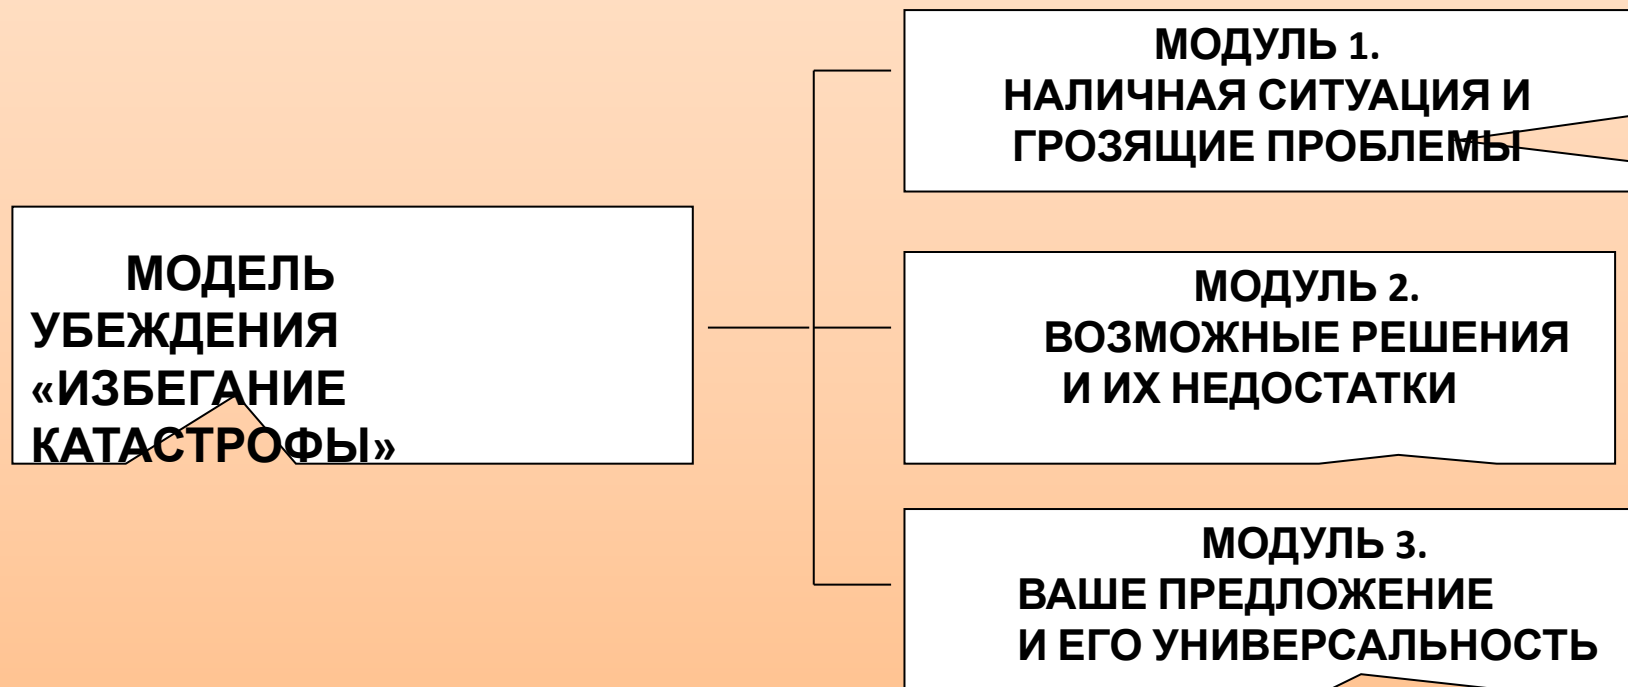 МОДЕЛЬ
УБЕЖДЕНИЯ
«ИЗБЕГАНИЕ
КАТАСТРОФЫ»
МОДУЛЬ 1.
НАЛИЧНАЯ СИТУАЦИЯ И
ГРОЗЯЩИЕ ПРОБЛЕМЫ
МОДУЛЬ 2.
ВОЗМОЖНЫЕ РЕШЕНИЯ
И ИХ НЕДОСТАТКИ
МОДУЛЬ 3.
ВАШЕ ПРЕДЛОЖЕНИЕ
И ЕГО УНИВЕРСАЛЬНОСТЬ